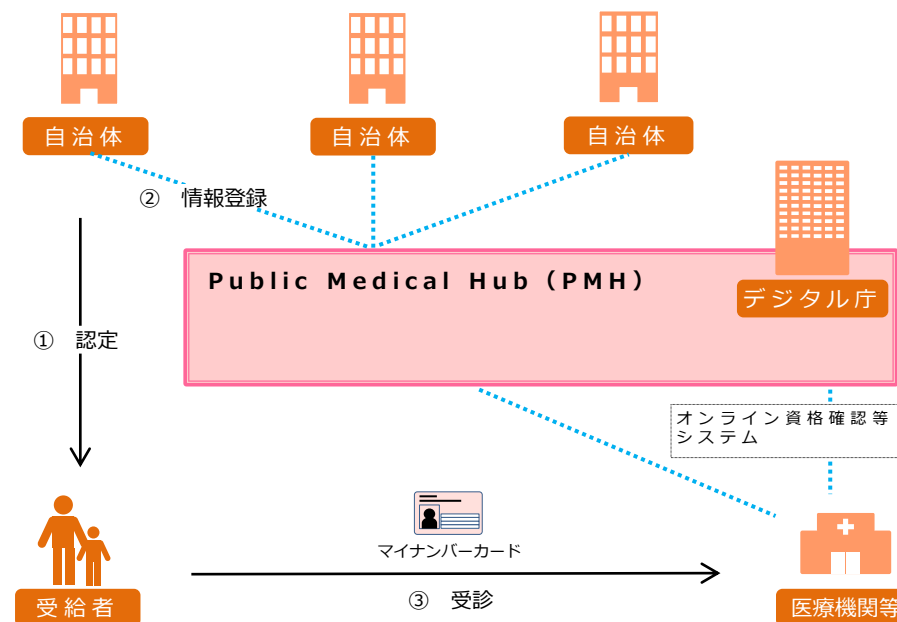 自治体
自治体
自治体
② 情報登録
Public Medical Hub（PMH）
デジタル庁
① 認定
オンライン資格確認等
システム
マイナンバーカード
③ 受診
受給者
医療機関等